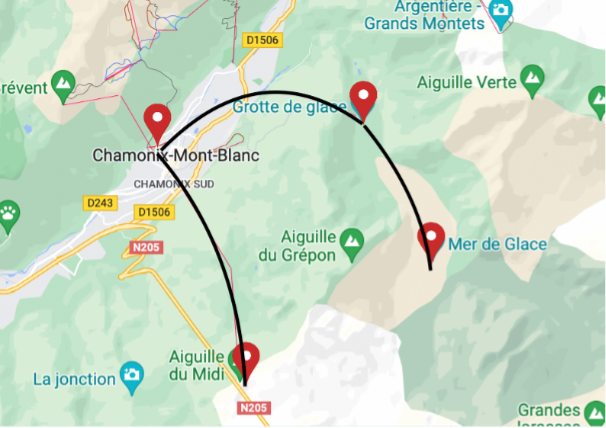 Argentière -
Grands Montets
D1506
révent
Aiguille Verte
Grotte de glace
Chamonix-Mont-Blanc
CHAMONIX SUD
D243
D1506
N205
Aiguille
du Grépon
Mer de Glace
Aiguille
du Midi
La jonction
N205
Grandes